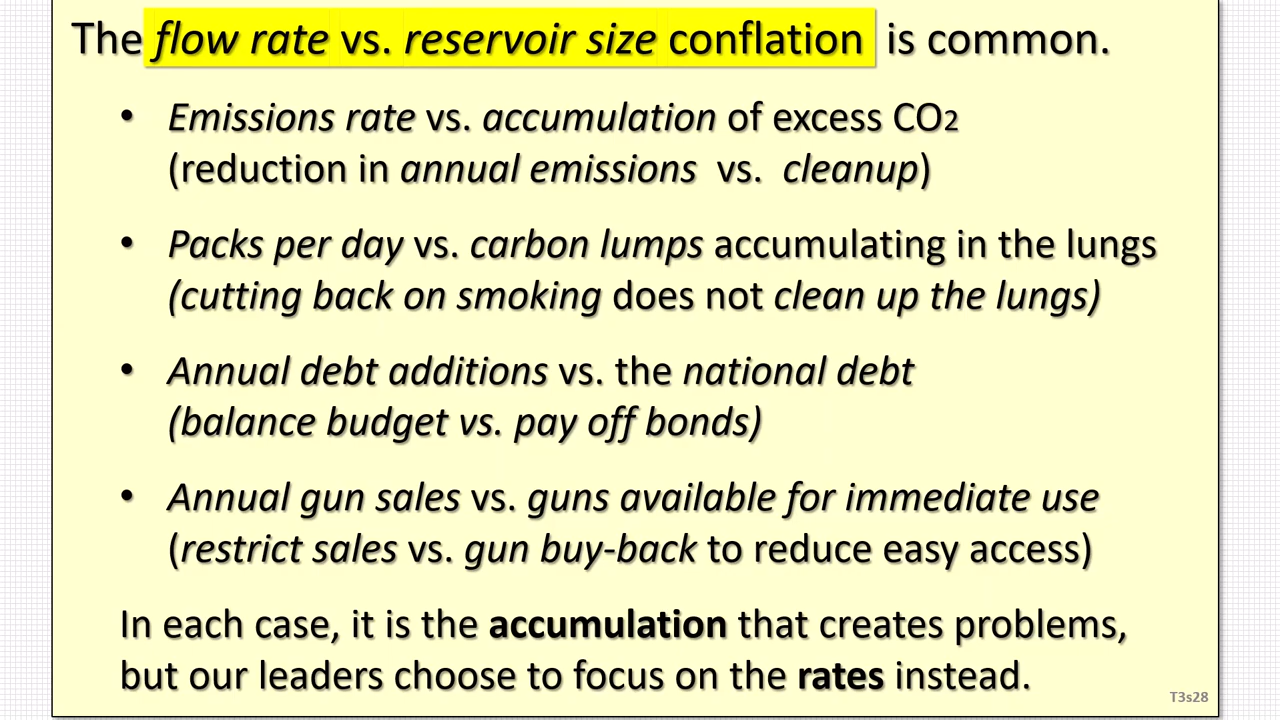 The flow rate vs. reservoir size conflation is common.
• Emissions rate vs. accumulation of excess CO2
(reduction in annual emissions vs. cleanup)
• Packs per day vs. carbon lumps accumulating in the lungs
(cutting back on smoking does not clean up the lungs)
• Annual debt additions vs. the national debt
(balance budget vs. pay off bonds)
• Annual gun sales vs. guns available for immediate use
(restrict sales vs. gun buy-back to reduce easy access)
In each case, it is the accumulation that creates problems,
but our leaders choose to focus on the rates instead.
T3s28